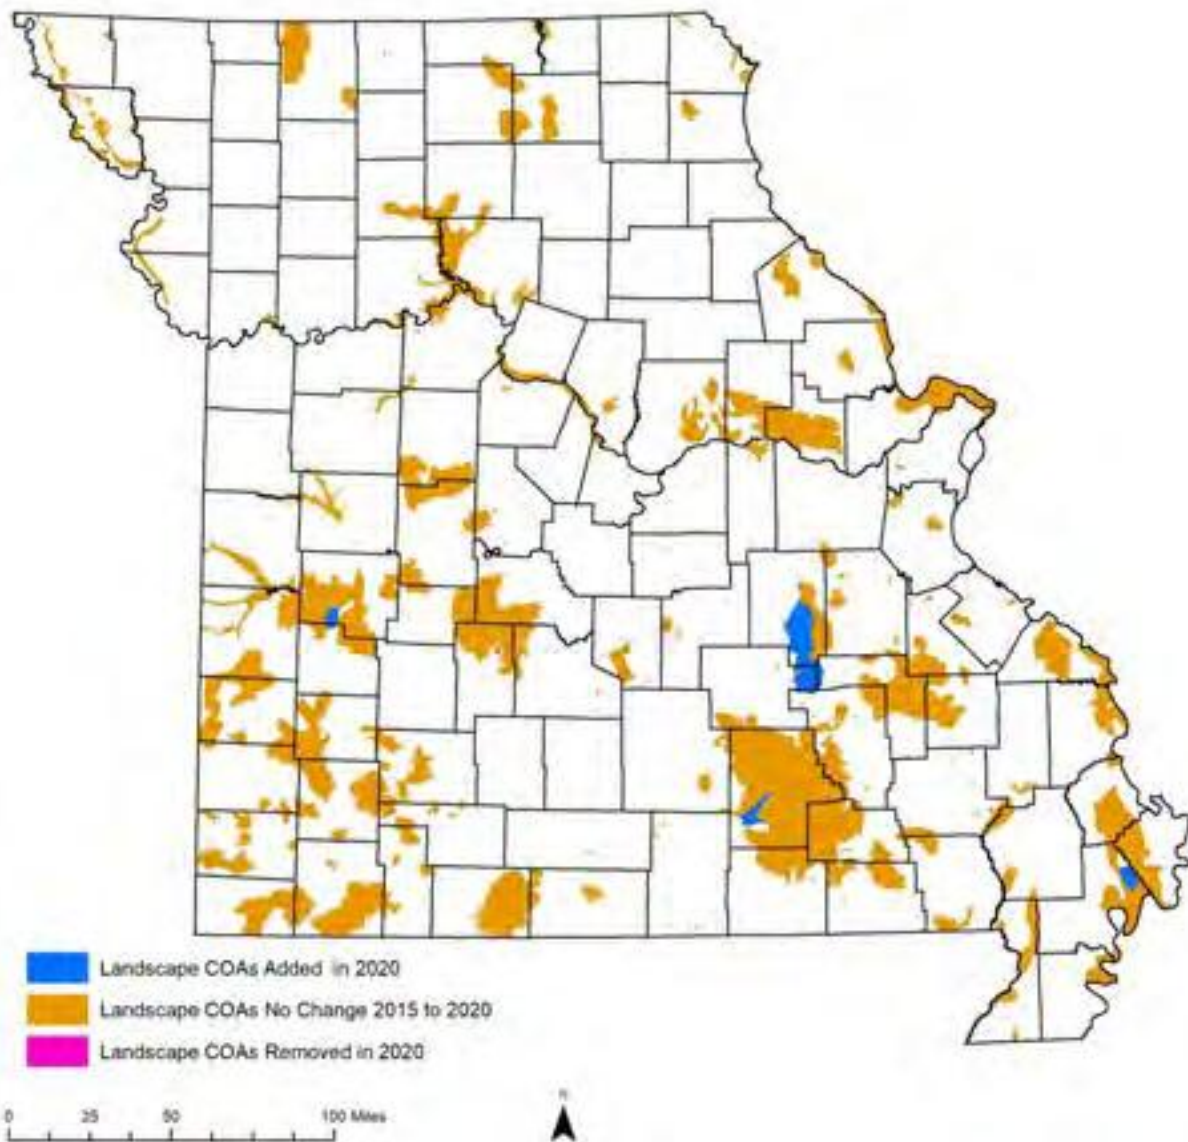 Landscape COAs Added in 2020
Landscape COAs No Change 2015 to 2020
Landscape COAs Removed in 2020
0 25 50 100 Miles
N